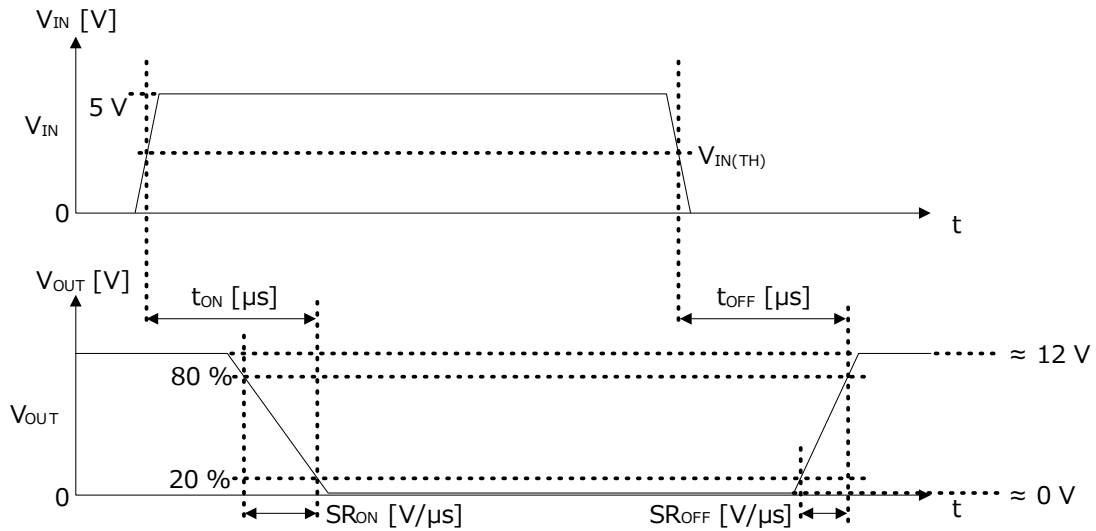 VIN [V]
5 V
VIN
VIN(TH)
0
t
VOUT [V]
tON [µs]
tOFF [µs]
≈ 12 V
80 %
VOUT
20 %
0
SRON [V/µs]
SROFF [V/µs]
t
≈ 0 V